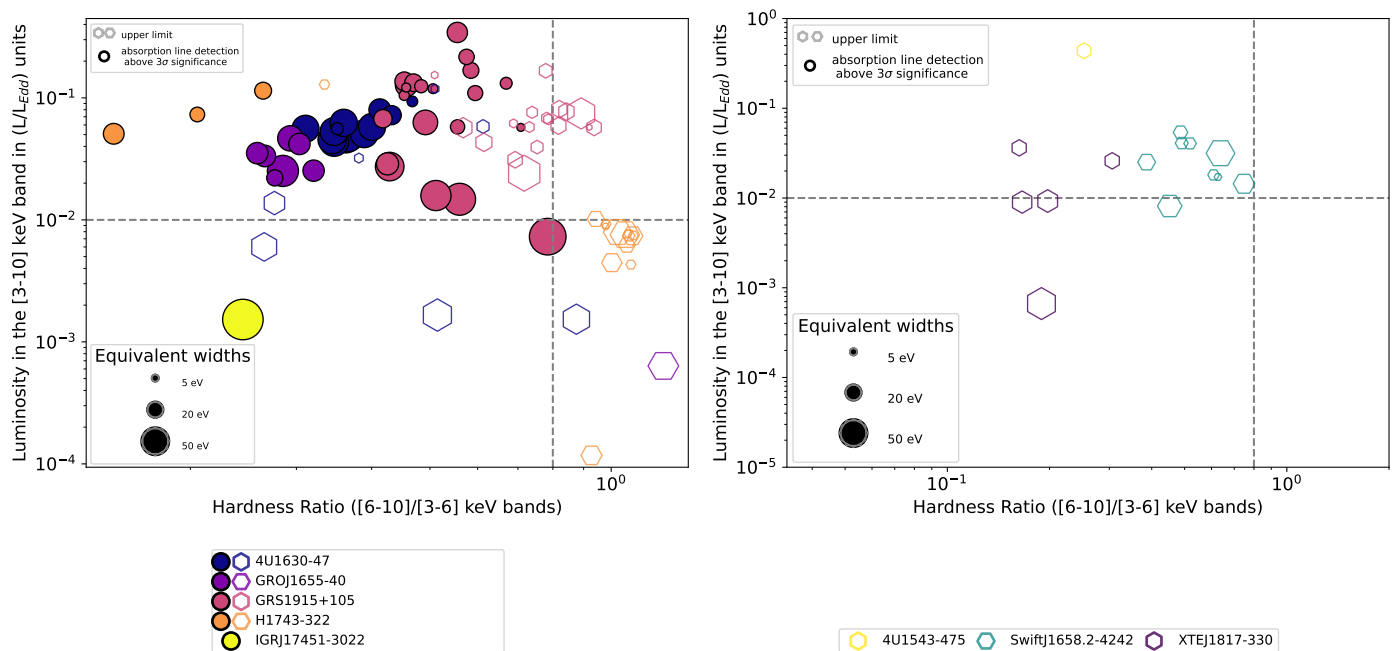 Luminosity in the [3-10] keV band in (L/L_Edd) units
10^-1
10^-2
10^-3
10^-4
upper limit
absorption line detection
above 3σ significance
Equivalent widths
5 eV
20 eV
50 eV
10^0
Hardness Ratio ([6-10]/[3-6] keV bands)
4U1630-47
GROJ1655-40
GRS1915+105
H1743-322
IGRJ17451-3022
Luminosity in the [3-10] keV band in (L/L_Edd) units
10^0
10^-1
10^-2
10^-3
10^-4
10^-5
upper limit
absorption line detection
above 3σ significance
Equivalent widths
5 eV
20 eV
50 eV
10^-1 10^0
Hardness Ratio ([6-10]/[3-6] keV bands)
4U1543-475 SwiftJ1658.2-4242 XTEJ1817-330